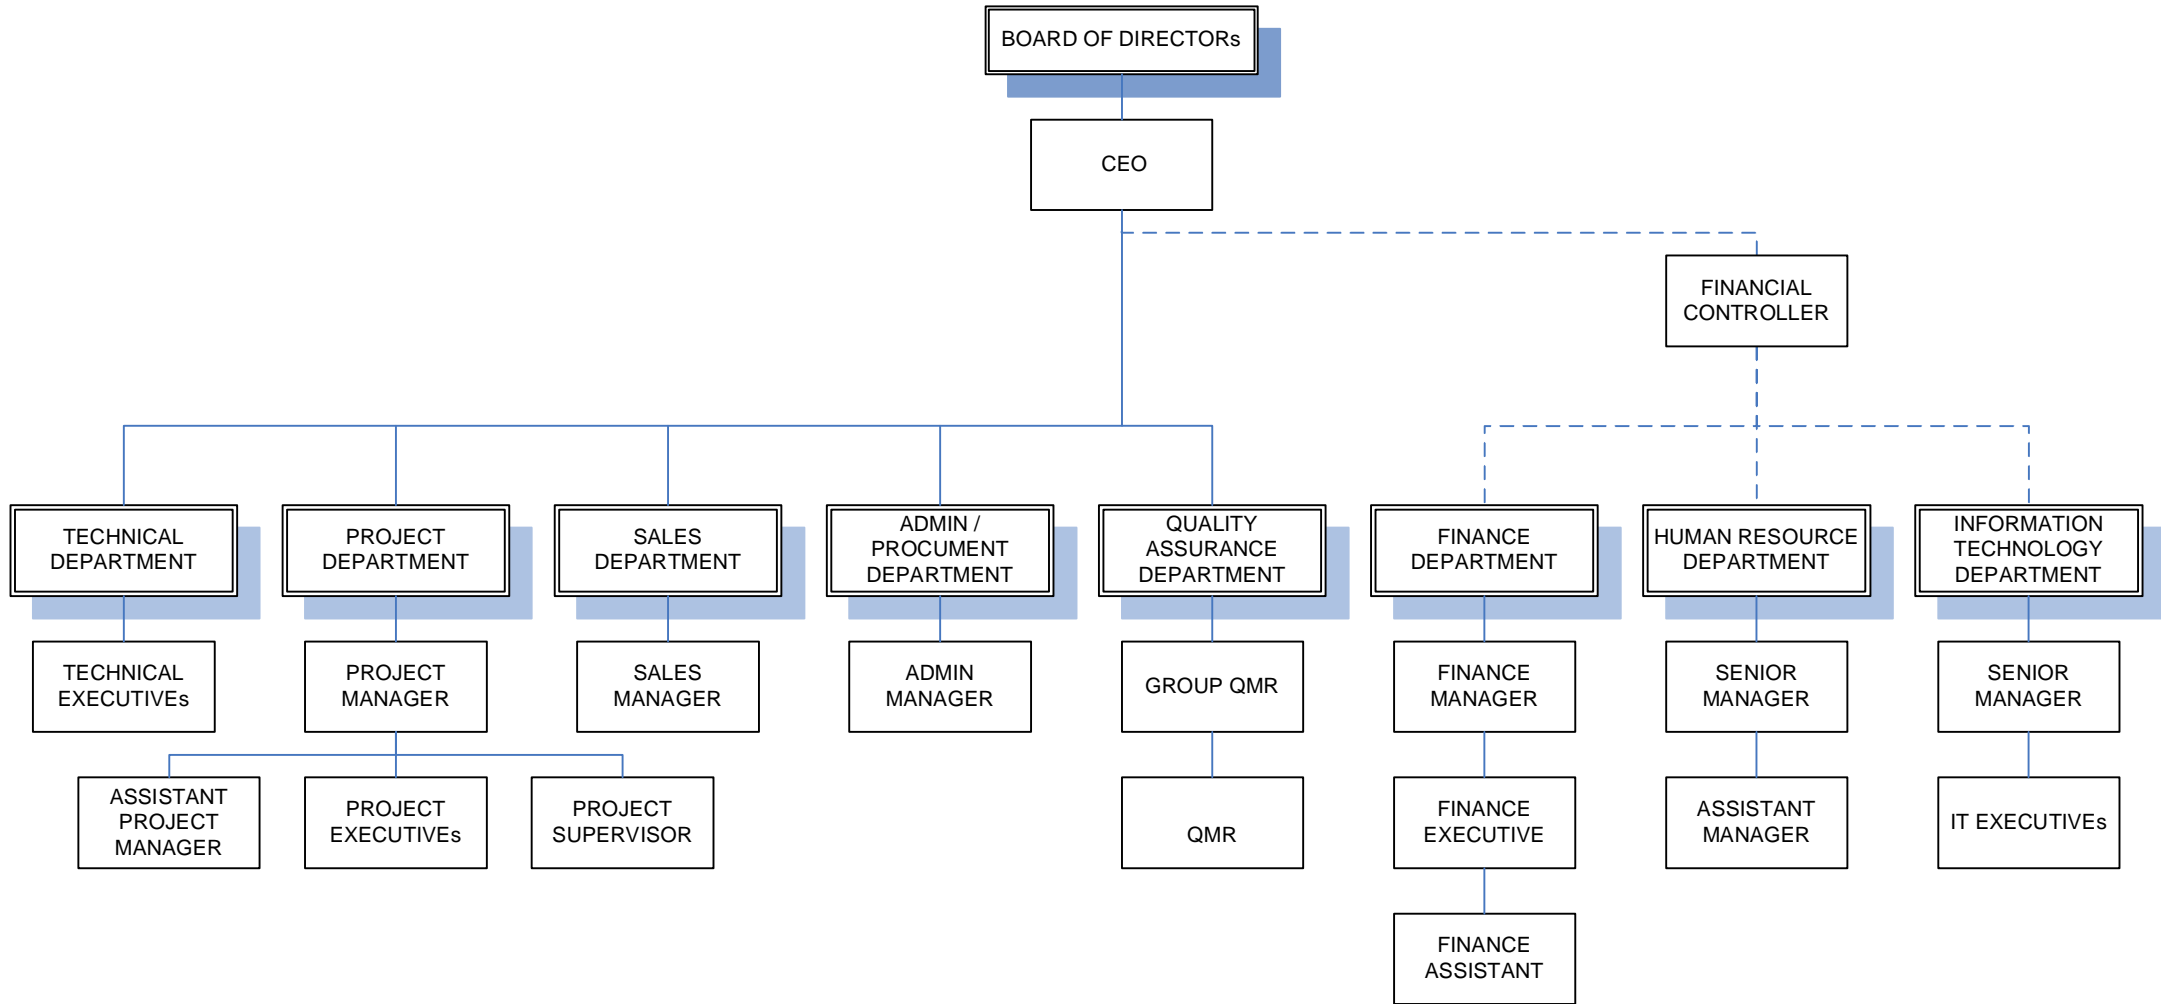 BOARD OF DIRECTORs
CEO
FINANCIAL
CONTROLLER
TECHNICAL
DEPARTMENT
PROJECT
DEPARTMENT
SALES
DEPARTMENT
ADMIN /
PROCUMENT
DEPARTMENT
QUALITY
ASSURANCE
DEPARTMENT
FINANCE
DEPARTMENT
HUMAN RESOURCE
DEPARTMENT
INFORMATION
TECHNOLOGY
DEPARTMENT
TECHNICAL
EXECUTIVEs
PROJECT
MANAGER
SALES
MANAGER
ADMIN
MANAGER
GROUP QMR
FINANCE
MANAGER
SENIOR
MANAGER
SENIOR
MANAGER
ASSISTANT
PROJECT
MANAGER
PROJECT
EXECUTIVEs
PROJECT
SUPERVISOR
QMR
FINANCE
EXECUTIVE
ASSISTANT
MANAGER
IT EXECUTIVEs
FINANCE
ASSISTANT